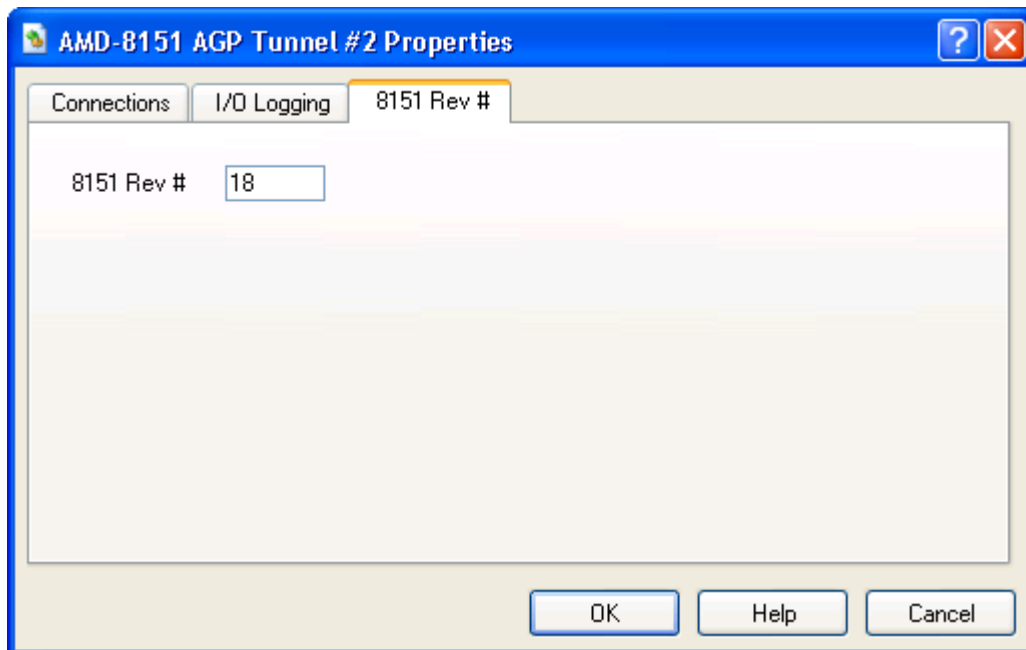 AMD-8151 AGP Tunnel #2 Properties
Connections I/O Logging 8151 Rev #
8151 Rev # 18
OK Help Cancel